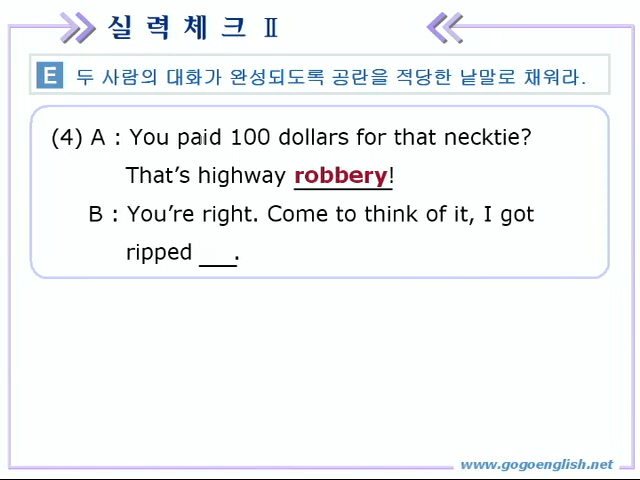 실 력 체 크 Ⅱ
E 두 사람의 대화가 완성되도록 공란을 적당한 낱말로 채워라.
(4) A : You paid 100 dollars for that necktie?
That's highway robbery!
B : You're right. Come to think of it, I got
ripped ___.
www.gogoenglish.net